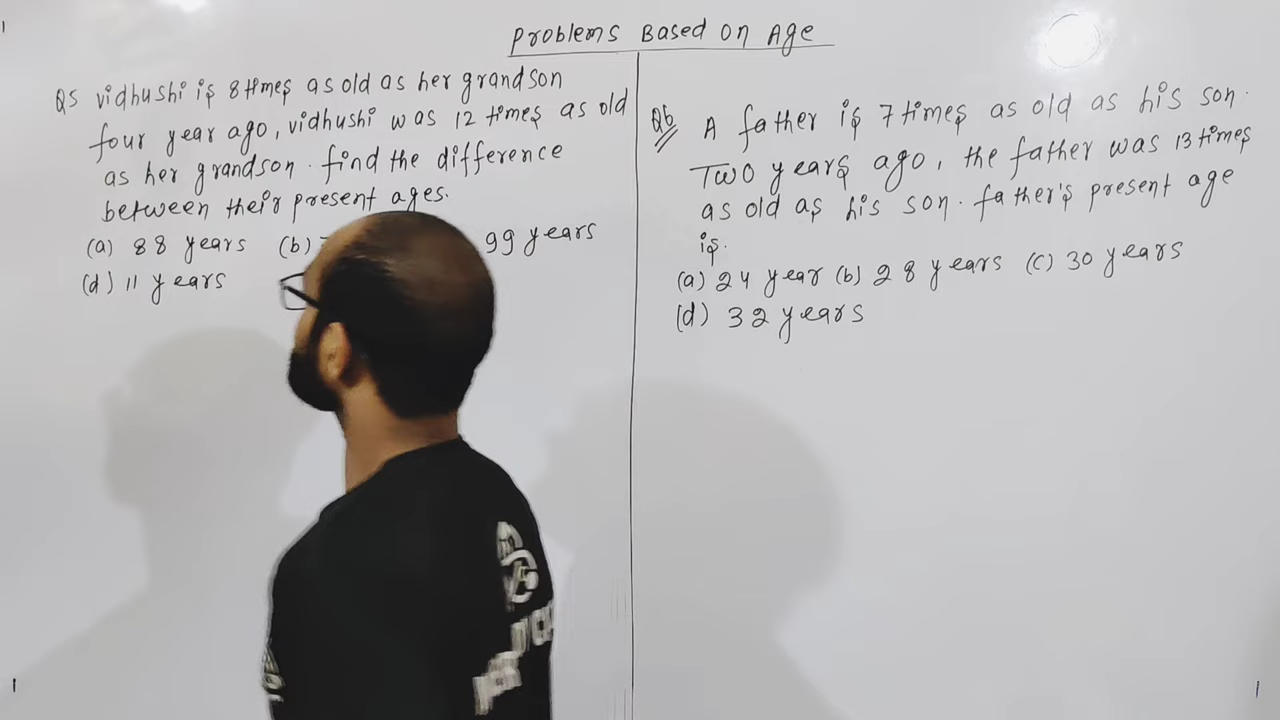 Problems Based On Age
Q5 vidhushi is 8 times as old as her grandson
four year ago, vidhushi was 12 times as old
as her grandson. find the difference
between their present ages.
(a) 88 years (b) 99 years
(d) 11 years
Q6 A father is 7 times as old as his son.
Two years ago, the father was 13 times
as old as his son. father's present age
is.
(a) 24 year (b) 28 years (c) 30 years
(d) 32 years